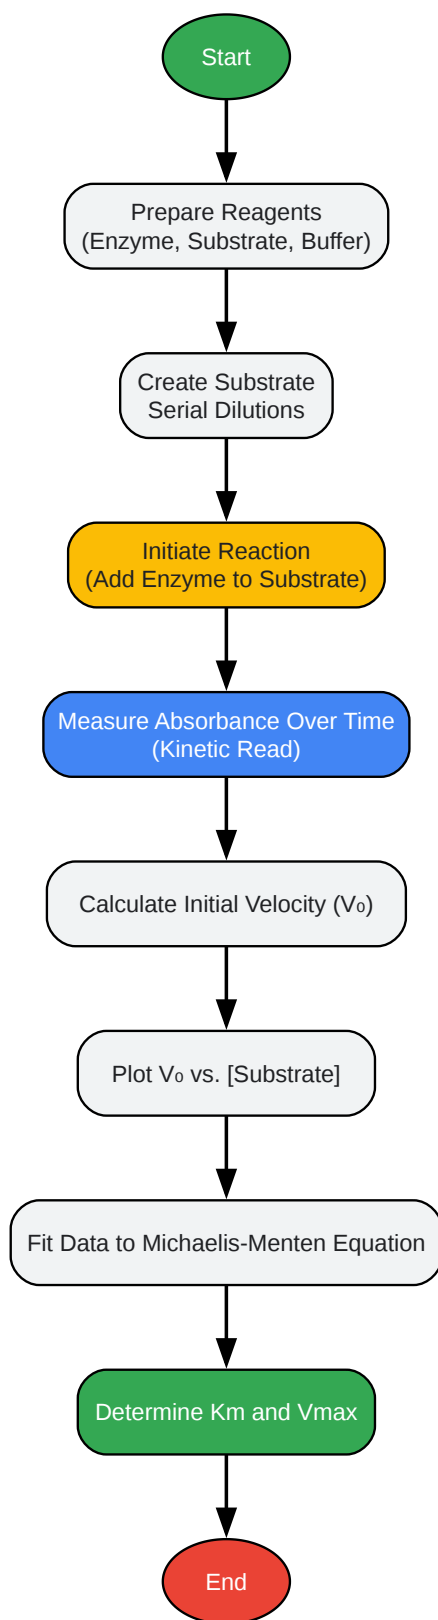 Start
Prepare Reagents
(Enzyme, Substrate, Buffer)
Create Substrate
Serial Dilutions
Initiate Reaction
(Add Enzyme to Substrate)
Measure Absorbance Over Time
(Kinetic Read)
Calculate Initial Velocity (V₀)
Plot V₀ vs. [Substrate]
Fit Data to Michaelis-Menten Equation
Determine Km and Vmax
End